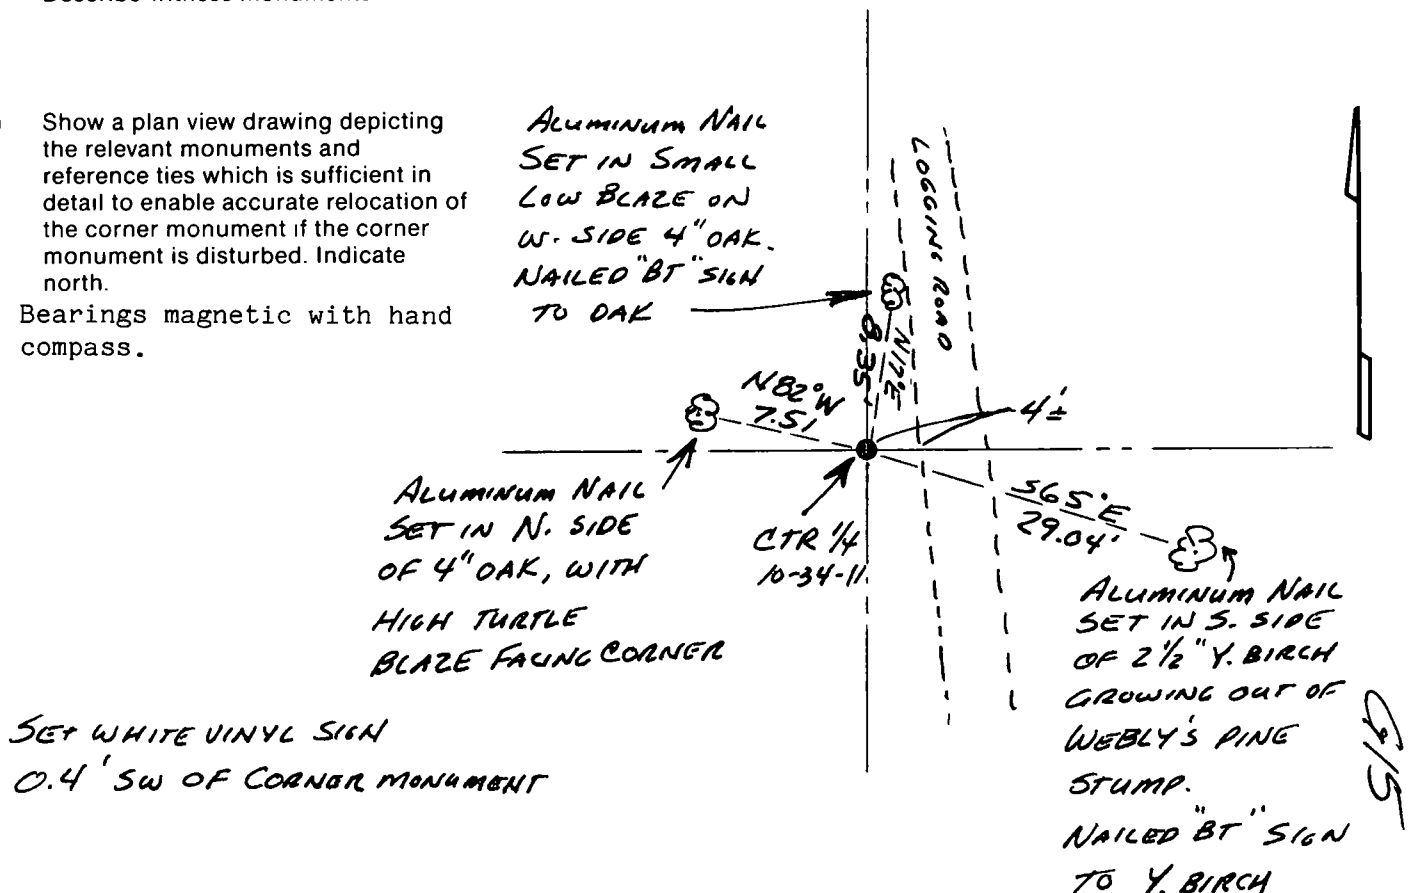 Show a plan view drawing depicting
the relevant monuments and
reference ties which is sufficient in
detail to enable accurate relocation of
the corner monument if the corner
monument is disturbed. Indicate
north.
Bearings magnetic with hand
compass.
ALUMINUM NAIL
SET IN SMALL
LOW BLAZE ON
W. SIDE 4" OAK.
NAILED "BT" SIGN
TO OAK
LOGGING ROAD
N17°E
8.35'
N82°W
7.51
4'±
S65°E
29.04'
CTR 1/4
10-34-11
ALUMINUM NAIL
SET IN N. SIDE
OF 4" OAK, WITH
HIGH TURTLE
BLAZE FACING CORNER
ALUMINUM NAIL
SET IN S. SIDE
OF 2 1/2" Y. BIRCH
GROWING OUT OF
WEBLY'S PINE
STUMP.
NAILED "BT" SIGN
TO Y. BIRCH
SET WHITE VINYL SIGN
0.4' SW OF CORNER MONUMENT